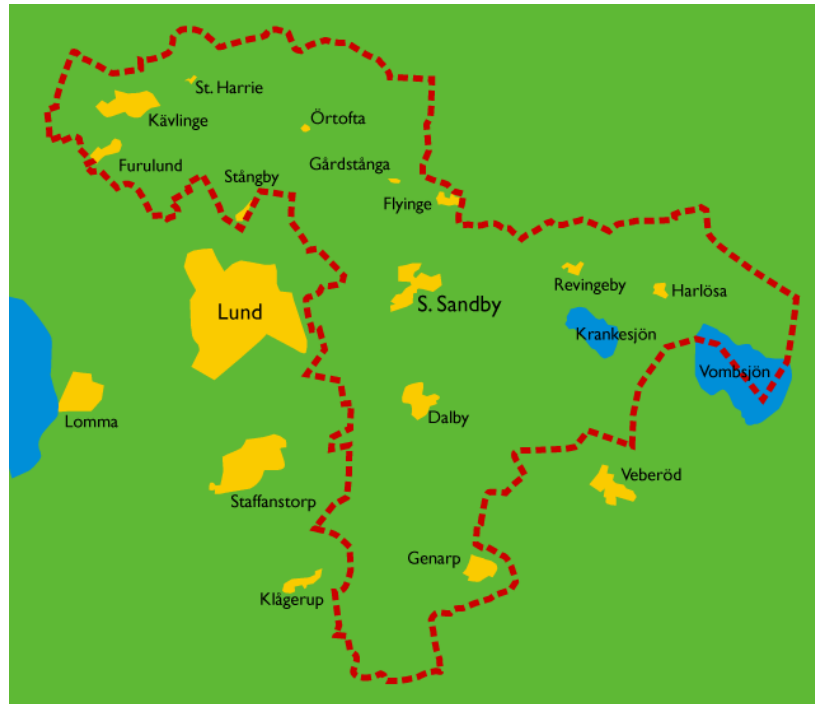 St. Harrie
Kävlinge
Örtofta
Furulund
Gårdstånga
Stångby
Flyinge
Revingeby
Harlösa
S. Sandby
Lund
Krankesjön
Vombsjön
Lomma
Dalby
Veberöd
Staffanstorp
Genarp
Klågerup